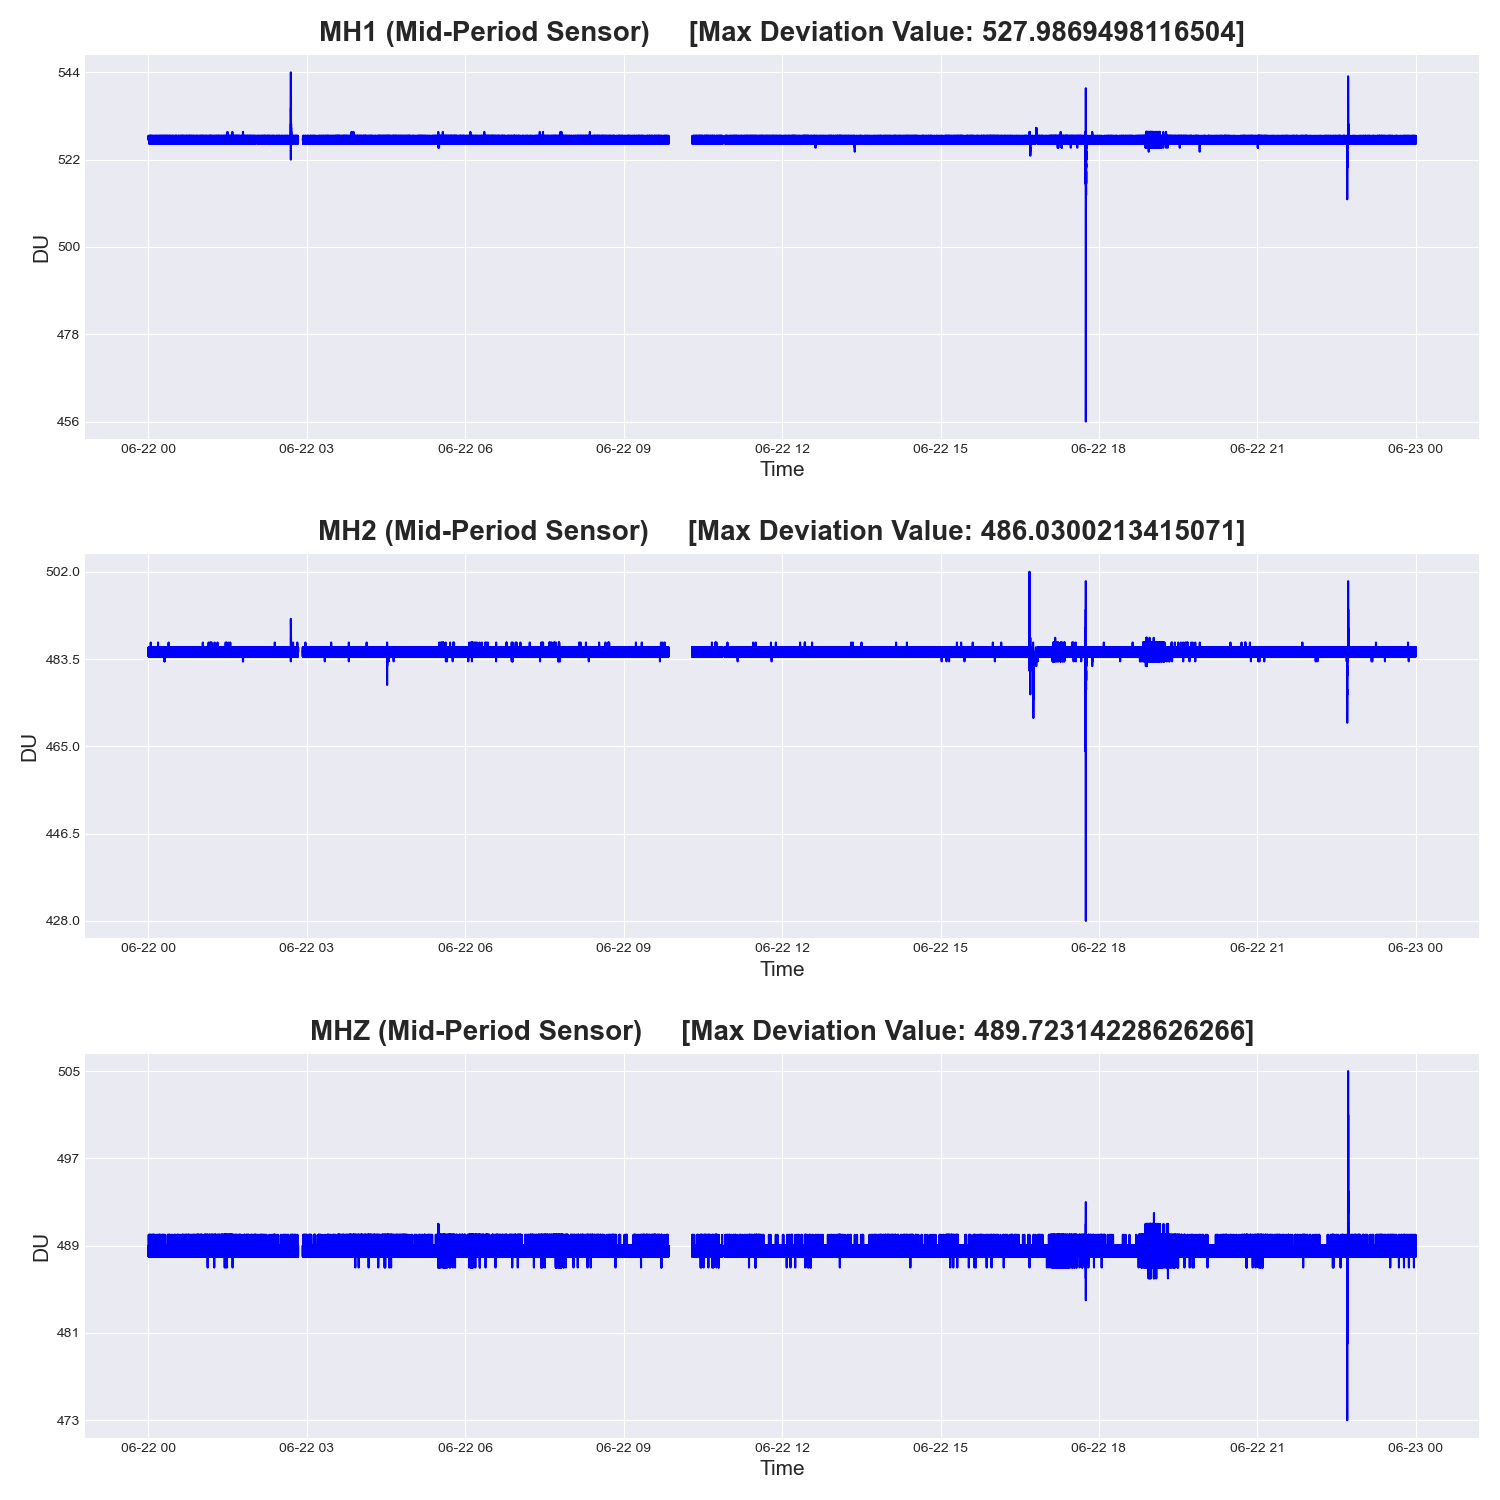 MH1 (Mid-Period Sensor) [Max Deviation Value: 527.9869498116504]
544
522
500
478
456
DU
06-22 00 06-22 03 06-22 06 06-22 09 06-22 12 06-22 15 06-22 18 06-22 21 06-23 00
Time
MH2 (Mid-Period Sensor) [Max Deviation Value: 486.0300213415071]
502.0
483.5
465.0
446.5
428.0
DU
06-22 00 06-22 03 06-22 06 06-22 09 06-22 12 06-22 15 06-22 18 06-22 21 06-23 00
Time
MHZ (Mid-Period Sensor) [Max Deviation Value: 489.72314228626266]
505
497
489
481
473
DU
06-22 00 06-22 03 06-22 06 06-22 09 06-22 12 06-22 15 06-22 18 06-22 21 06-23 00
Time